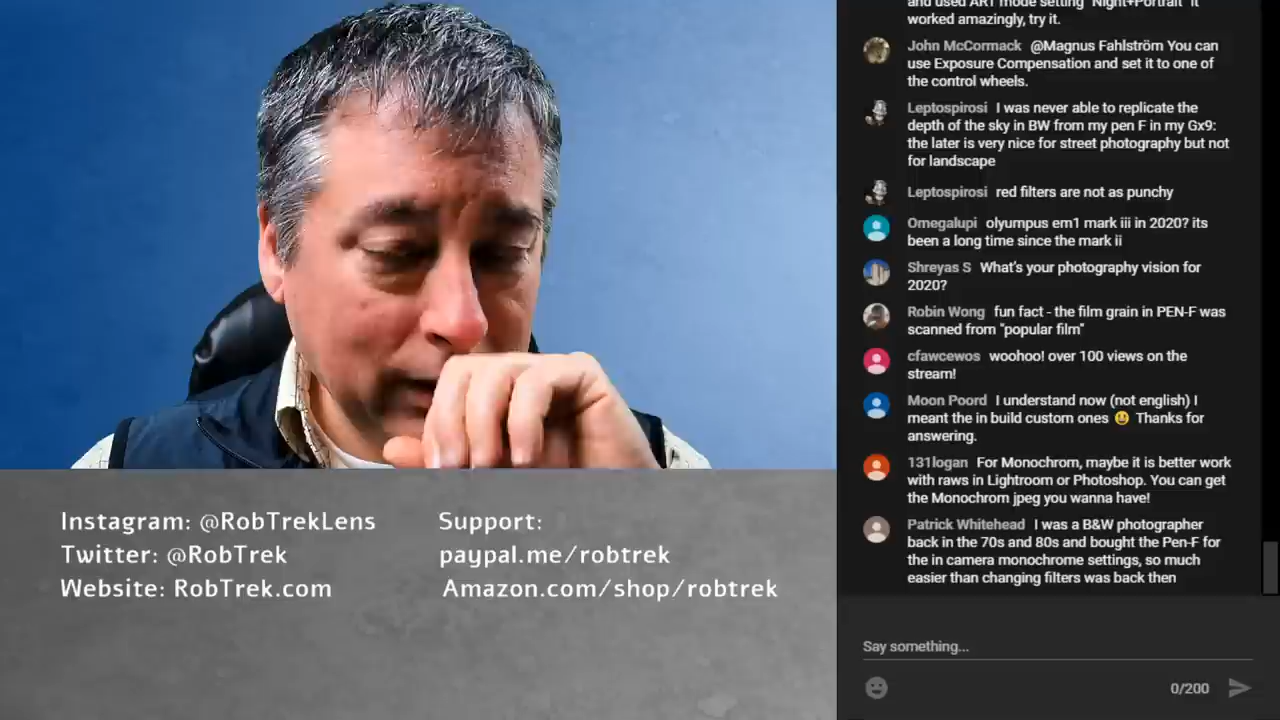 and used ART mode setting "Night+Portrait" it
worked amazingly, try it.
John McCormack @Magnus Fahlström You can
use Exposure Compensation and set it to one of
the control wheels.
Leptospirosi I was never able to replicate the
depth of the sky in BW from my pen F in my Gx9:
the later is very nice for street photography but not
for landscape
Leptospirosi red filters are not as punchy
Omegalupi olyumpus em1 mark iii in 2020? its
been a long time since the mark ii
Shreyas S What's your photography vision for
2020?
Robin Wong fun fact - the film grain in PEN-F was
scanned from "popular film"
cfawcewos woohoo! over 100 views on the
stream!
Moon Poord I understand now (not english) I
meant the in build custom ones 😃 Thanks for
answering.
131logan For Monochrom, maybe it is better work
with raws in Lightroom or Photoshop. You can get
the Monochrom jpeg you wanna have!
Patrick Whitehead I was a B&W photographer
back in the 70s and 80s and bought the Pen-F for
the in camera monochrome settings, so much
easier than changing filters was back then
Say something...
0/200
Instagram: @RobTrekLens
Twitter: @RobTrek
Website: RobTrek.com
Support:
paypal.me/robtrek
Amazon.com/shop/robtrek